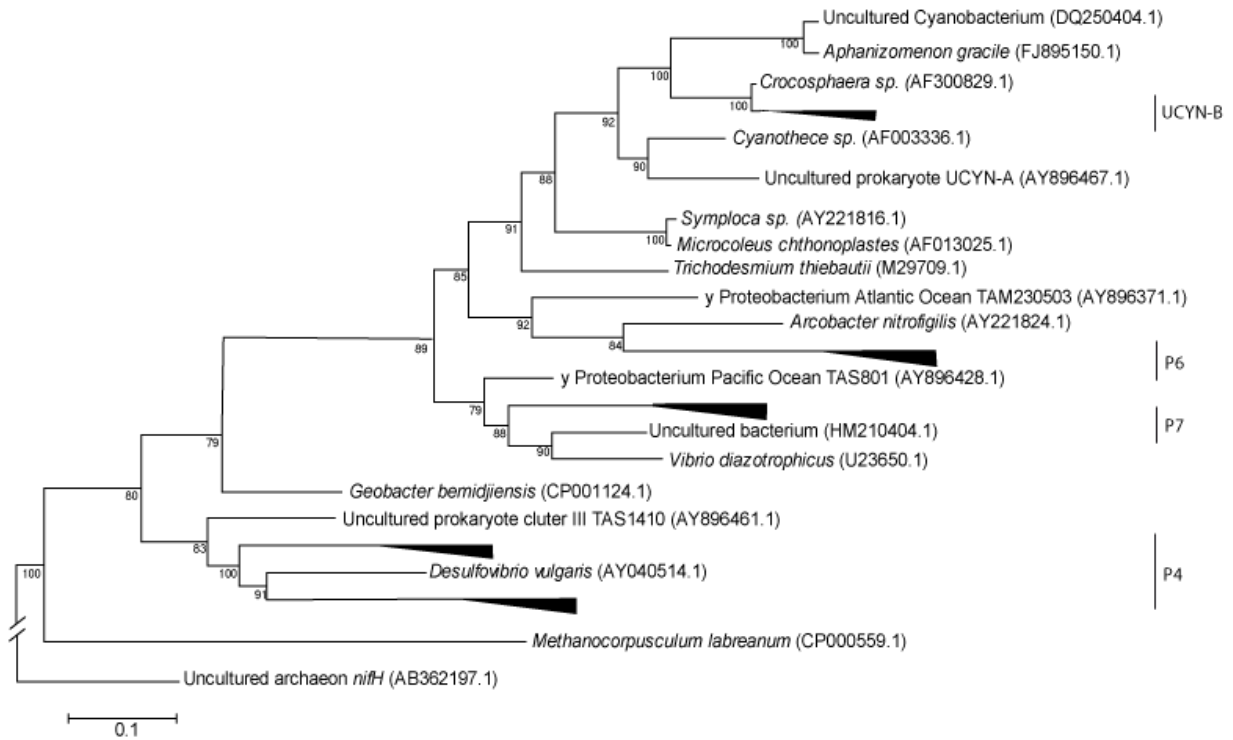 Uncultured Cyanobacterium (DQ250404.1)
100
Aphanizomenon gracile (FJ895150.1)
100
Crocosphaera sp. (AF300829.1)
100
UCYN-B
92
Cyanothece sp. (AF003336.1)
90
Uncultured prokaryote UCYN-A (AY896467.1)
88
Symploca sp. (AY221816.1)
91
100
Microcoleus chthonoplastes (AF013025.1)
Trichodesmium thiebautii (M29709.1)
85
y Proteobacterium Atlantic Ocean TAM230503 (AY896371.1)
92
Arcobacter nitrofigilis (AY221824.1)
84
89
P6
y Proteobacterium Pacific Ocean TAS801 (AY896428.1)
79
P7
88
Uncultured bacterium (HM210404.1)
79
90
Vibrio diazotrophicus (U23650.1)
80
Geobacter bemidjiensis (CP001124.1)
Uncultured prokaryote cluter III TAS1410 (AY896461.1)
83
100
100
Desulfovibrio vulgaris (AY040514.1)
P4
91
Methanocorpusculum labreanum (CP000559.1)
Uncultured archaeon nifH (AB362197.1)
0.1